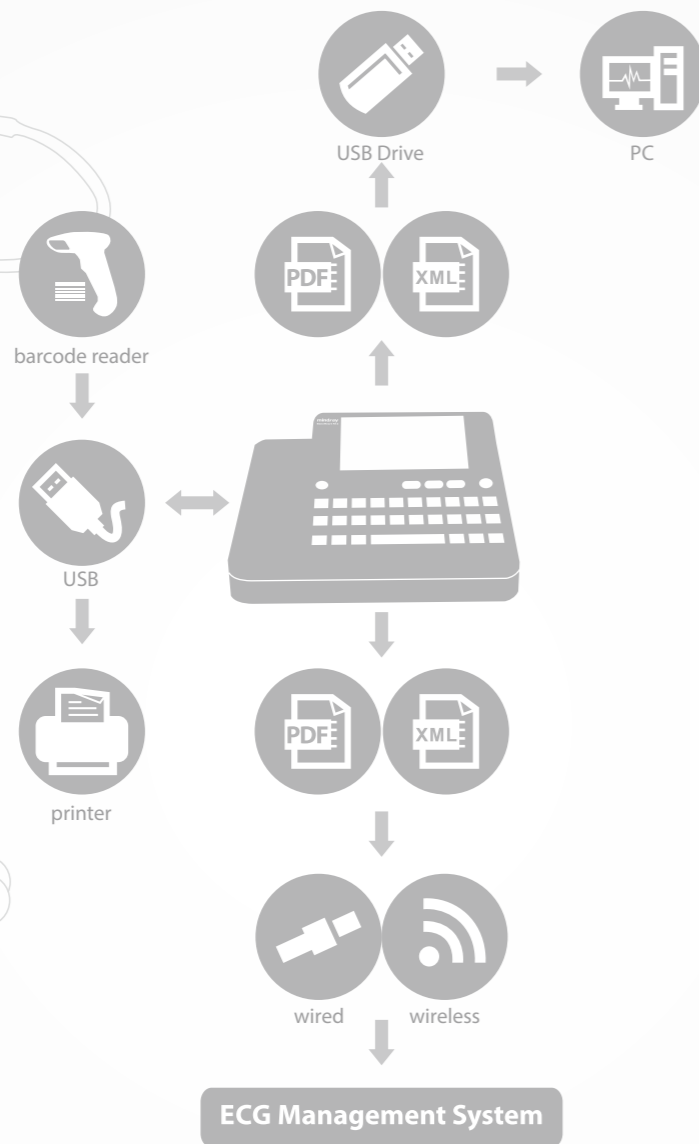 USB Drive
PC
PDF
XML
barcode reader
USB
PDF
XML
printer
wired
wireless
ECG Management System